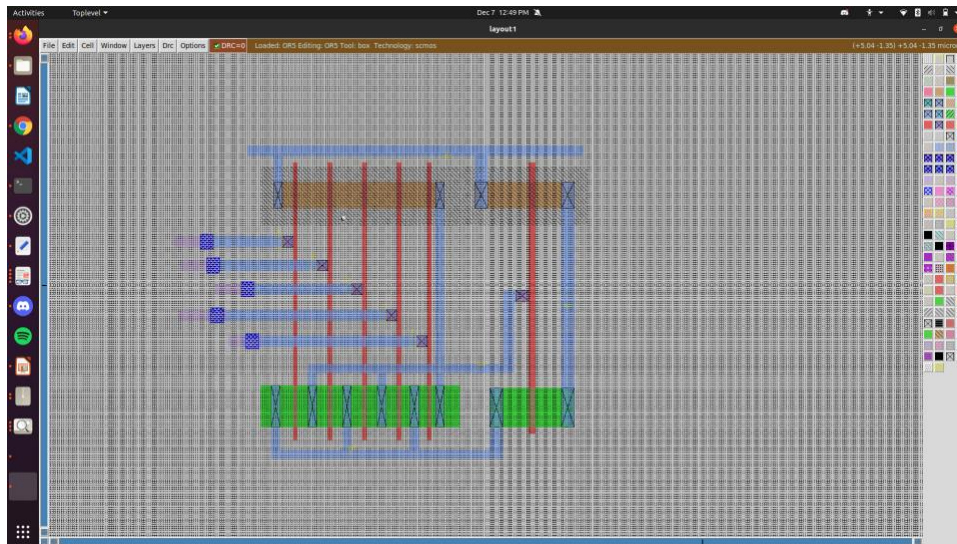 Activities Toplevel Dec 7 12:49 PM
layout1
File Edit Cell Window Layers Drc Options DRC=0 Loaded: OR5 Editing: OR5 Tool: box Technology: scmos (+5.04 -1.35) +5.04 -1.35 micro